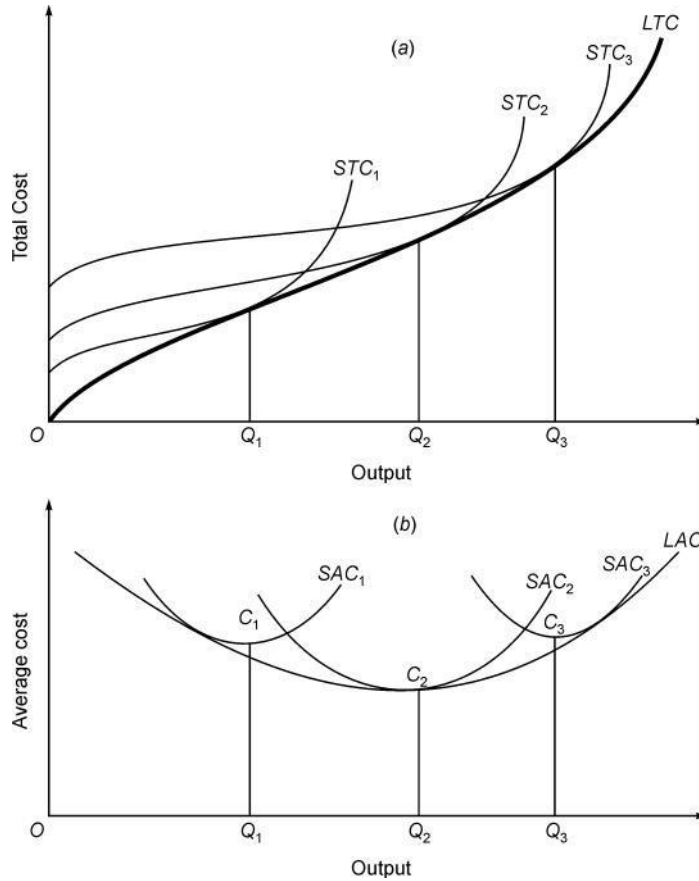 LTC
(a)
STC₃
STC₂
STC₁
Total Cost
O
Q₁
Q₂
Q₃
Output
(b)
LAC
SAC₁
SAC₂
SAC₃
C₁
C₂
C₃
Average cost
O
Q₁
Q₂
Q₃
Output